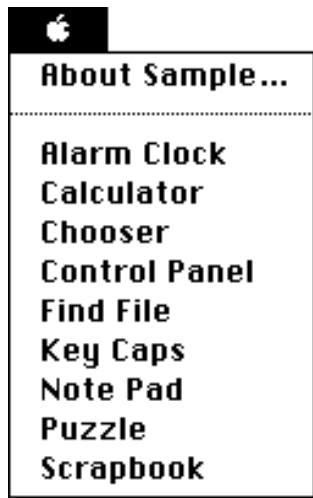 About Sample...
Alarm Clock
Calculator
Chooser
Control Panel
Find File
Key Caps
Note Pad
Puzzle
Scrapbook